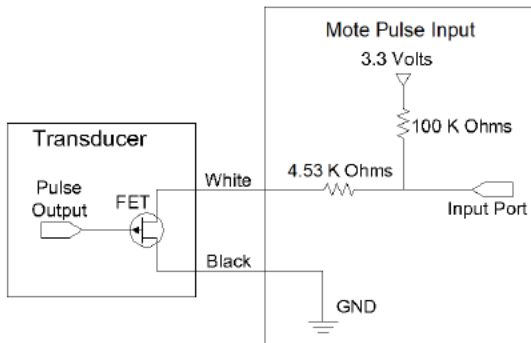 Mote Pulse Input
3.3 Volts
100 K Ohms
Transducer
4.53 K Ohms
White
Pulse
Output
FET
Input Port
Black
GND